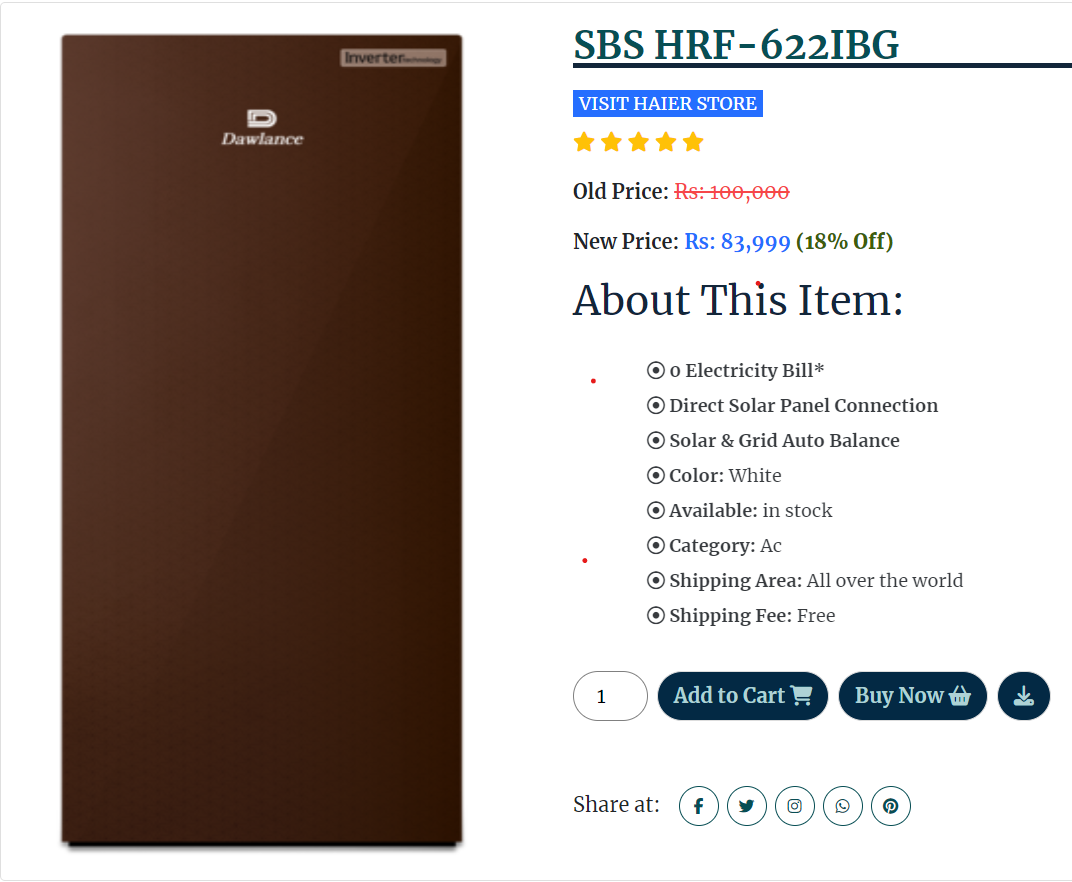 Inverter technology
Dawlance
SBS HRF-622IBG
VISIT HAIER STORE
Old Price: Rs: 100,000
New Price: Rs: 83,999 (18% Off)
About This Item:
0 Electricity Bill*
Direct Solar Panel Connection
Solar & Grid Auto Balance
Color: White
Available: in stock
Category: Ac
Shipping Area: All over the world
Shipping Fee: Free
1 Add to Cart Buy Now
Share at: